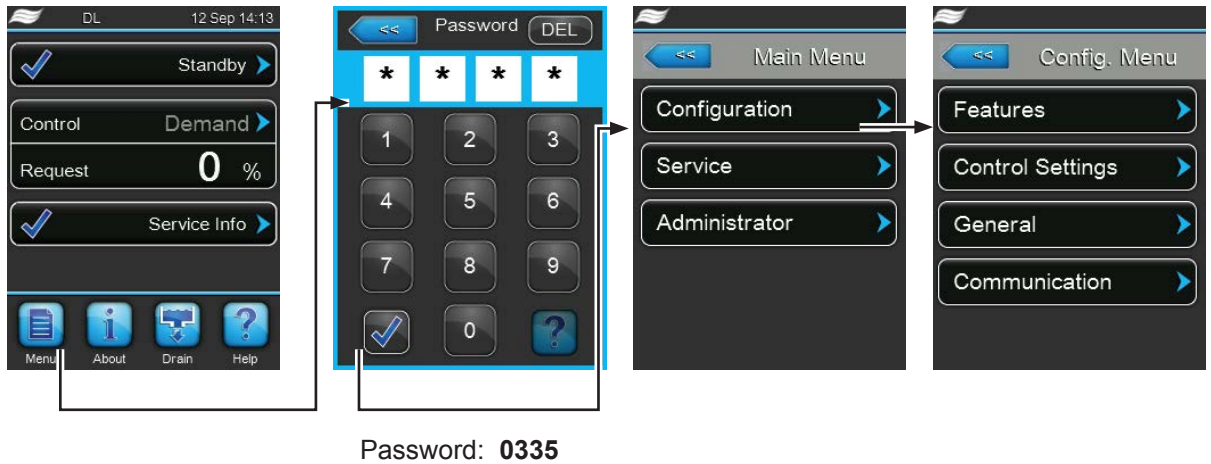 DL 12 Sep 14:13
Standby
Control Demand
Request 0 %
Service Info
Menu About Drain Help
<< Password DEL
* * * *
1 2 3
4 5 6
7 8 9
0 ?
<< Main Menu
Configuration
Service
Administrator
<< Config. Menu
Features
Control Settings
General
Communication
Password: 0335